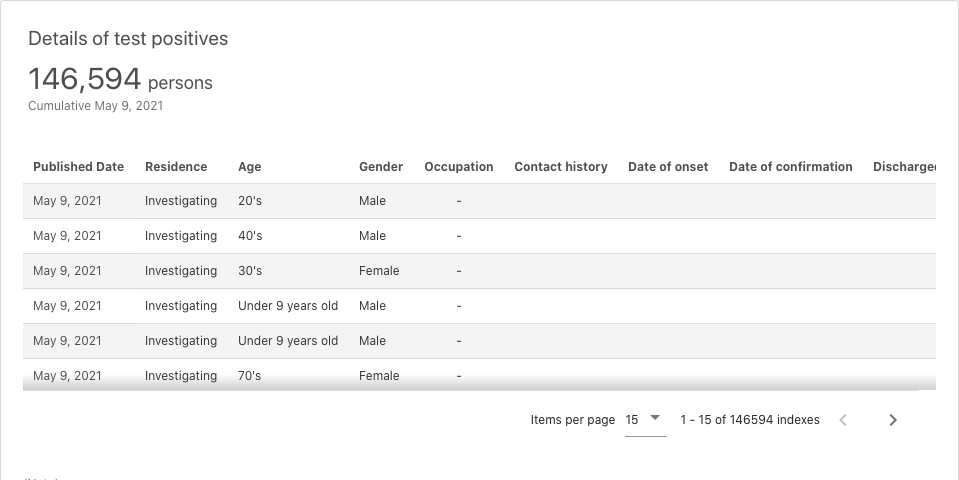 Details of test positives
146,594 persons
Cumulative May 9, 2021
Published Date Residence Age Gender Occupation Contact history Date of onset Date of confirmation Discharged
May 9, 2021 Investigating 20's Male -
May 9, 2021 Investigating 40's Male -
May 9, 2021 Investigating 30's Female -
May 9, 2021 Investigating Under 9 years old Male -
May 9, 2021 Investigating Under 9 years old Male -
May 9, 2021 Investigating 70's Female -
Items per page 15 1 - 15 of 146594 indexes